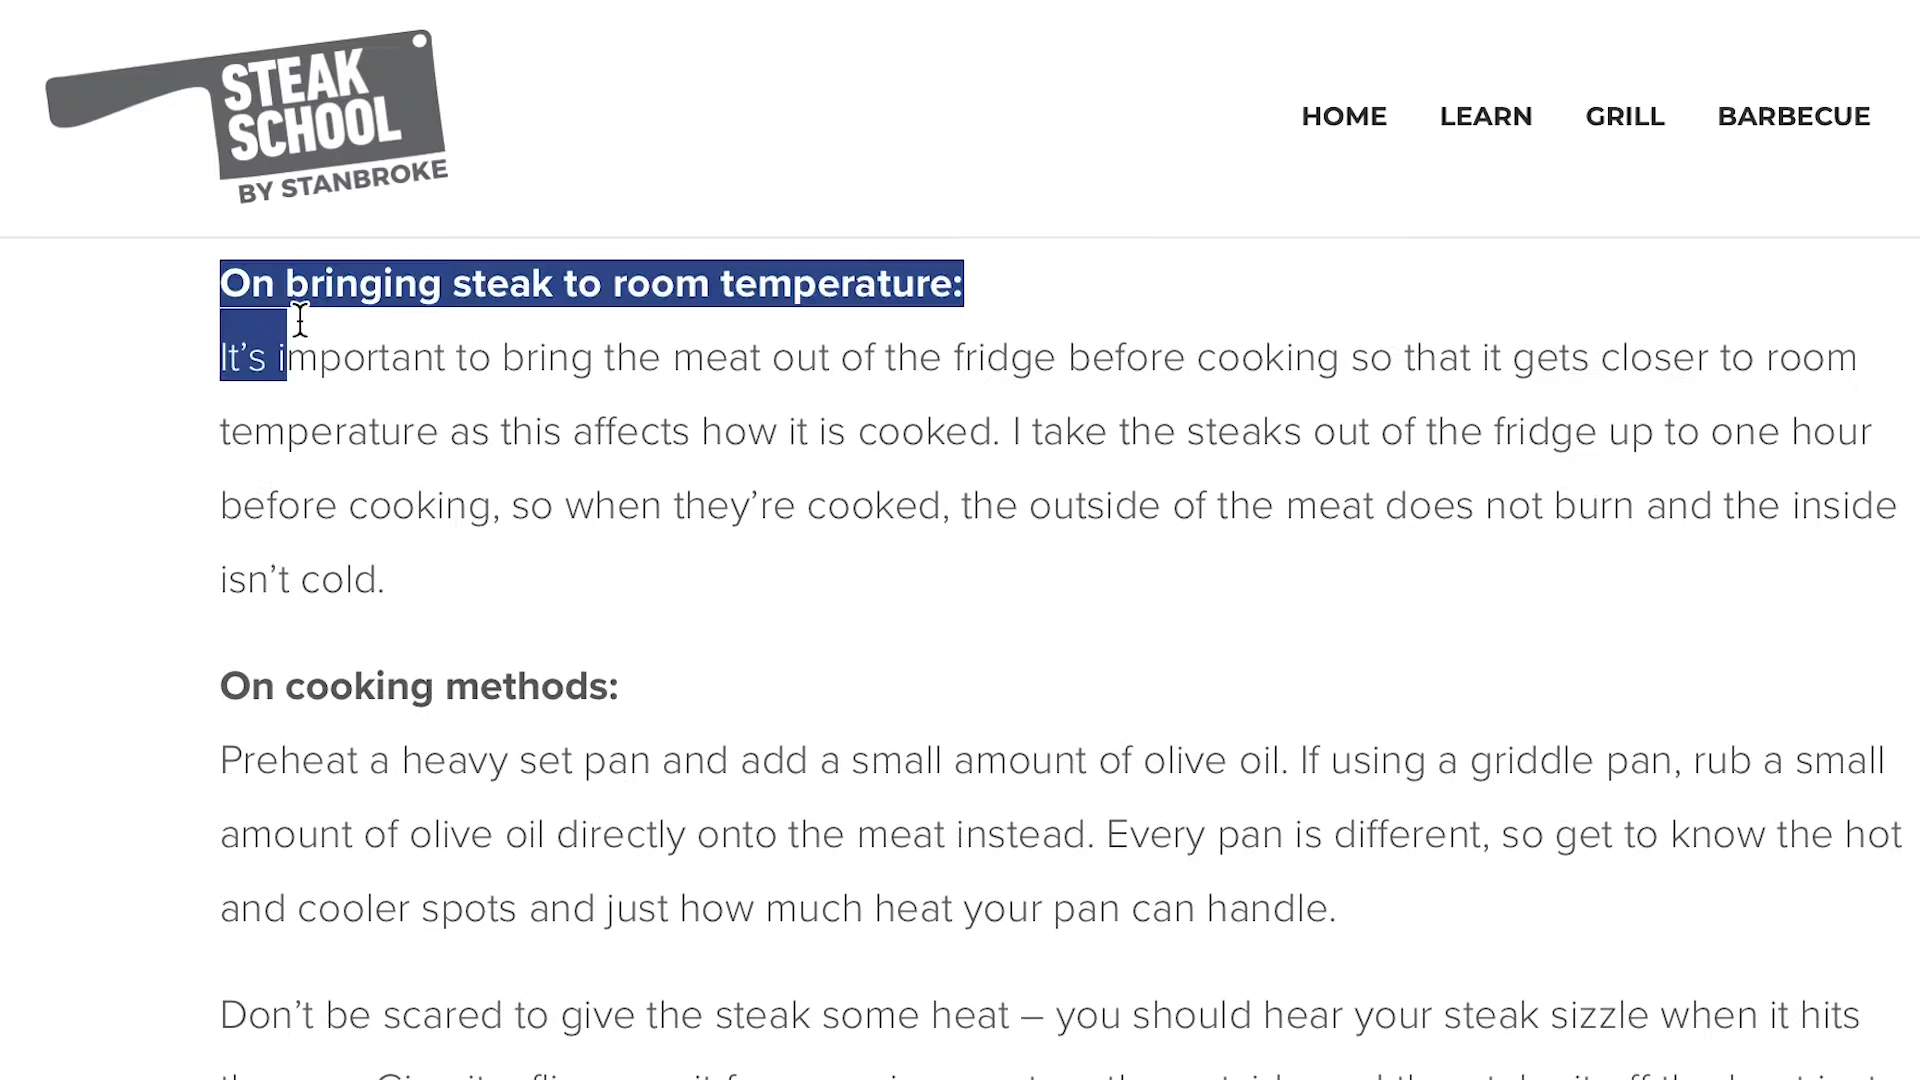 STEAK
SCHOOL
BY STANBROKE
HOME LEARN GRILL BARBECUE
On bringing steak to room temperature:
It’s important to bring the meat out of the fridge before cooking so that it gets closer to room
temperature as this affects how it is cooked. I take the steaks out of the fridge up to one hour
before cooking, so when they’re cooked, the outside of the meat does not burn and the inside
isn’t cold.
On cooking methods:
Preheat a heavy set pan and add a small amount of olive oil. If using a griddle pan, rub a small
amount of olive oil directly onto the meat instead. Every pan is different, so get to know the hot
and cooler spots and just how much heat your pan can handle.
Don’t be scared to give the steak some heat – you should hear your steak sizzle when it hits